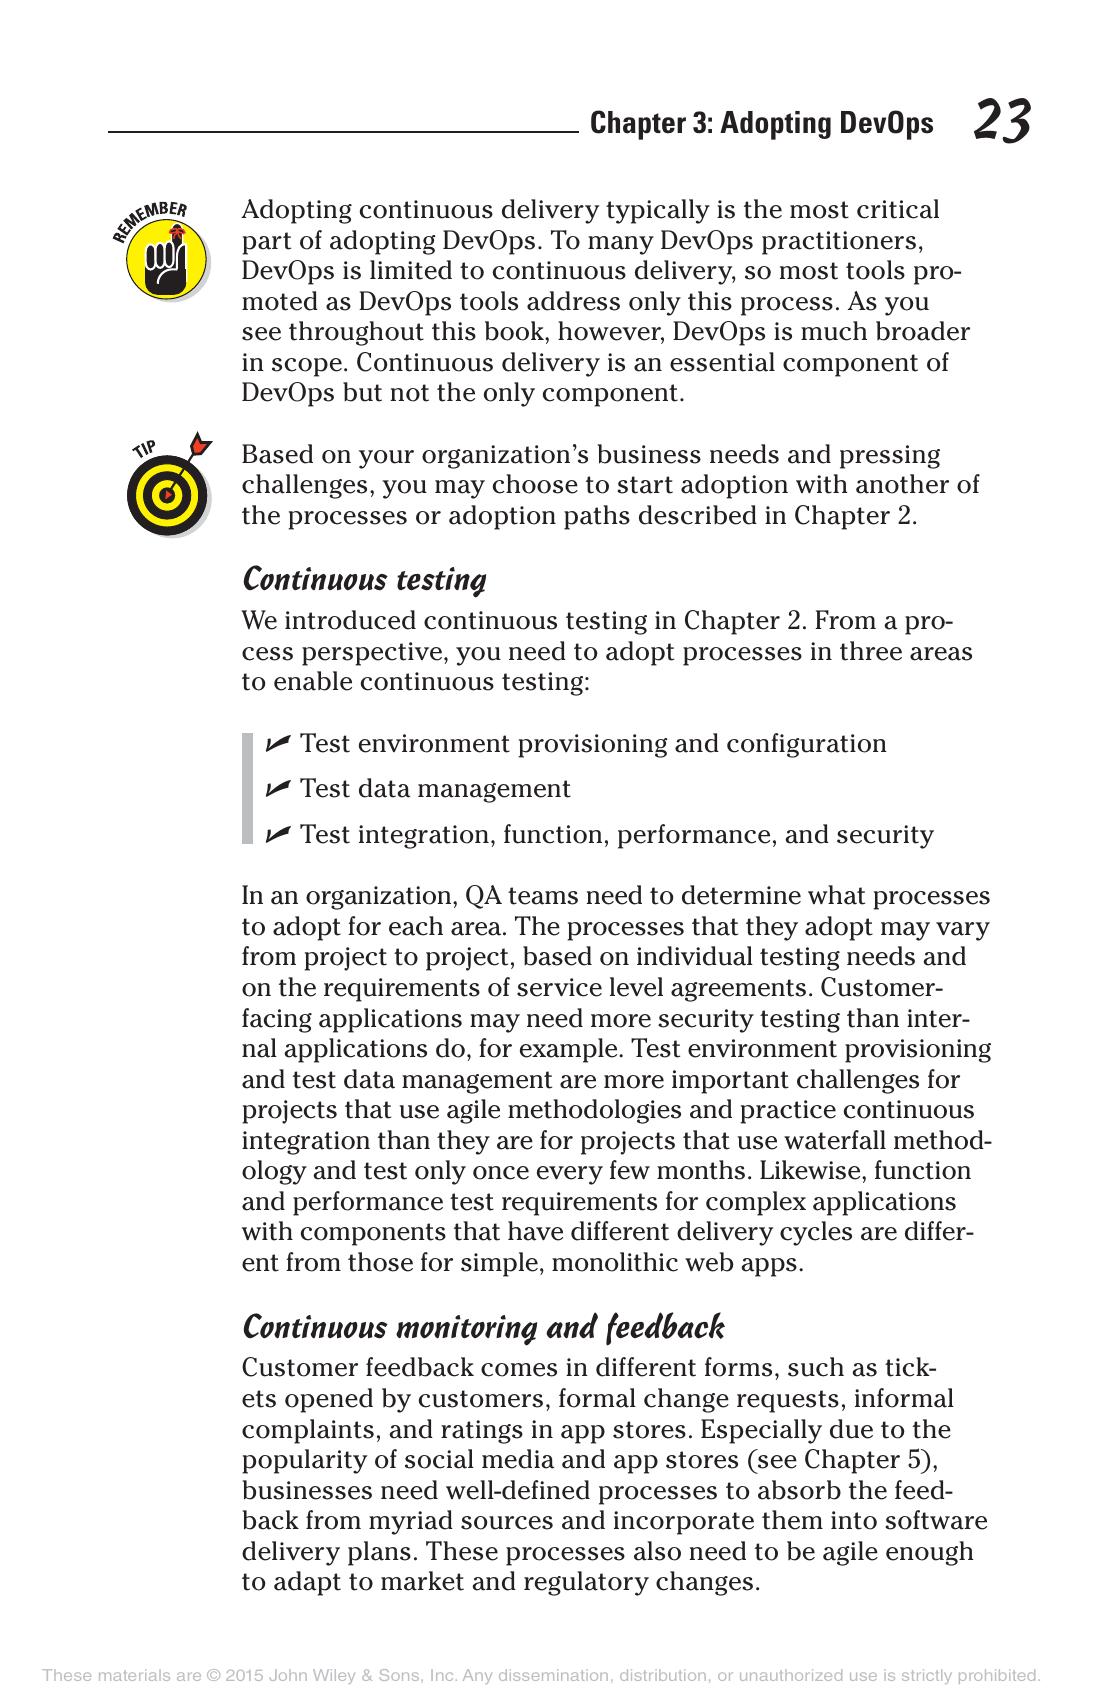 Chapter 3: Adopting DevOps 23
REMEMBER
Adopting continuous delivery typically is the most critical
part of adopting DevOps. To many DevOps practitioners,
DevOps is limited to continuous delivery, so most tools pro-
moted as DevOps tools address only this process. As you
see throughout this book, however, DevOps is much broader
in scope. Continuous delivery is an essential component of
DevOps but not the only component.
TIP
Based on your organization’s business needs and pressing
challenges, you may choose to start adoption with another of
the processes or adoption paths described in Chapter 2.
Continuous testing
We introduced continuous testing in Chapter 2. From a pro-
cess perspective, you need to adopt processes in three areas
to enable continuous testing:
✓ Test environment provisioning and configuration
✓ Test data management
✓ Test integration, function, performance, and security
In an organization, QA teams need to determine what processes
to adopt for each area. The processes that they adopt may vary
from project to project, based on individual testing needs and
on the requirements of service level agreements. Customer-
facing applications may need more security testing than inter-
nal applications do, for example. Test environment provisioning
and test data management are more important challenges for
projects that use agile methodologies and practice continuous
integration than they are for projects that use waterfall method-
ology and test only once every few months. Likewise, function
and performance test requirements for complex applications
with components that have different delivery cycles are differ-
ent from those for simple, monolithic web apps.
Continuous monitoring and feedback
Customer feedback comes in different forms, such as tick-
ets opened by customers, formal change requests, informal
complaints, and ratings in app stores. Especially due to the
popularity of social media and app stores (see Chapter 5),
businesses need well-defined processes to absorb the feed-
back from myriad sources and incorporate them into software
delivery plans. These processes also need to be agile enough
to adapt to market and regulatory changes.
These materials are © 2015 John Wiley & Sons, Inc. Any dissemination, distribution, or unauthorized use is strictly prohibited.